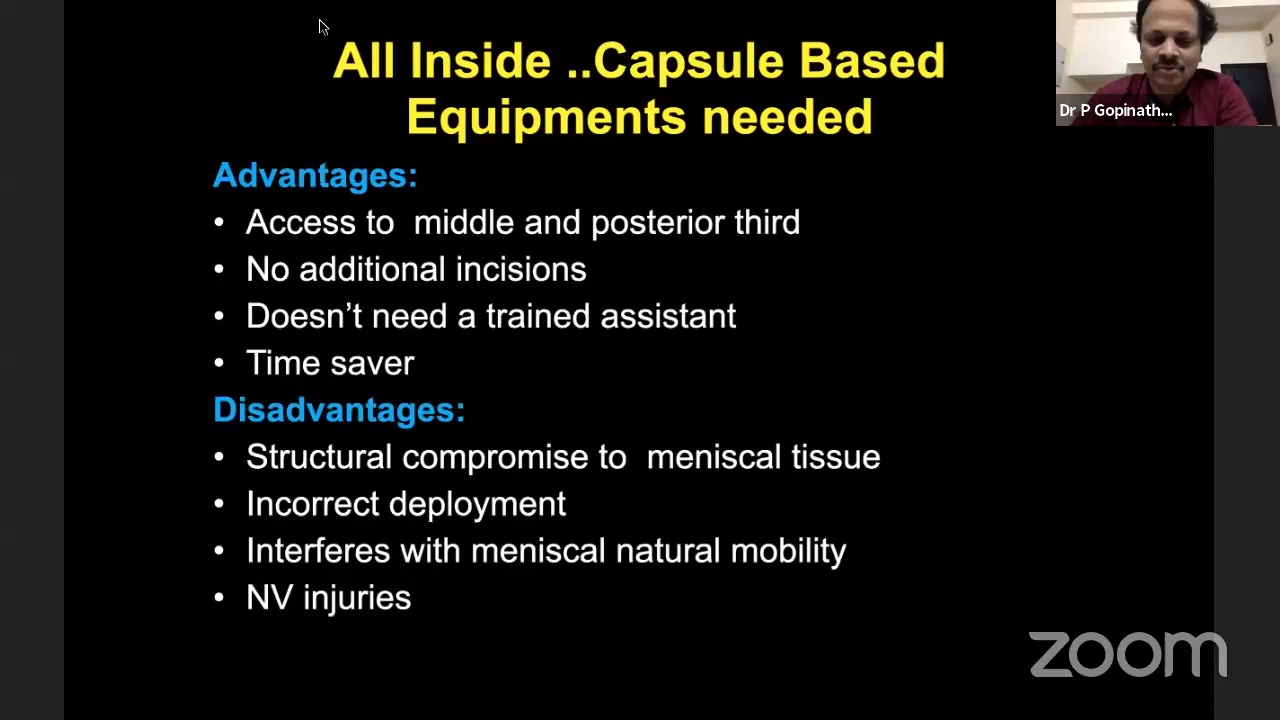 All Inside ..Capsule Based
Equipments needed
Dr P Gopinath...
Advantages:
• Access to  middle and posterior third
• No additional incisions
• Doesn’t need a trained assistant
• Time saver
Disadvantages:
• Structural compromise to  meniscal tissue
• Incorrect deployment
• Interferes with meniscal natural mobility
• NV injuries
zoom